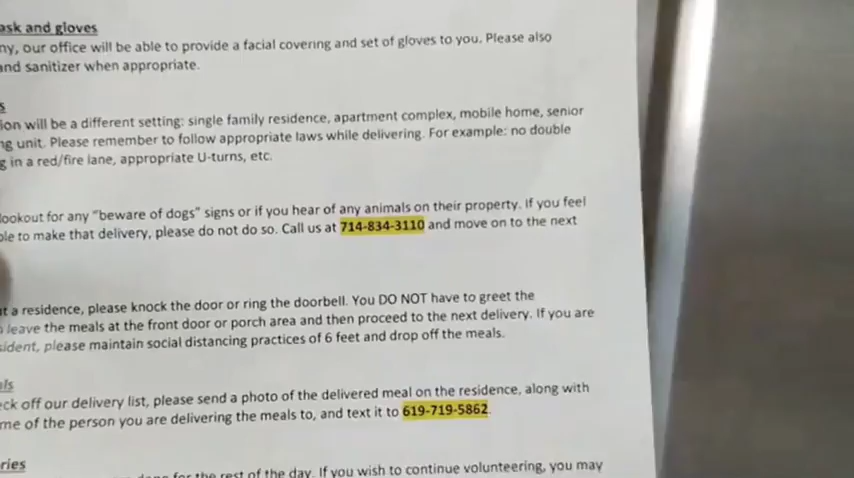 ask and gloves
ny, our office will be able to provide a facial covering and set of gloves to you. Please also
and sanitizer when appropriate.
s
ion will be a different setting: single family residence, apartment complex, mobile home, senior
ng unit. Please remember to follow appropriate laws while delivering. For example: no double
g in a red/fire lane, appropriate U-turns, etc.
lookout for any “beware of dogs” signs or if you hear of any animals on their property. If you feel
ble to make that delivery, please do not do so. Call us at 714-834-3110 and move on to the next
t a residence, please knock the door or ring the doorbell. You DO NOT have to greet the
leave the meals at the front door or porch area and then proceed to the next delivery. If you are
sident, please maintain social distancing practices of 6 feet and drop off the meals.
als
eck off our delivery list, please send a photo of the delivered meal on the residence, along with
me of the person you are delivering the meals to, and text it to 619-719-5862.
ries
done for the rest of the day. If you wish to continue volunteering, you may